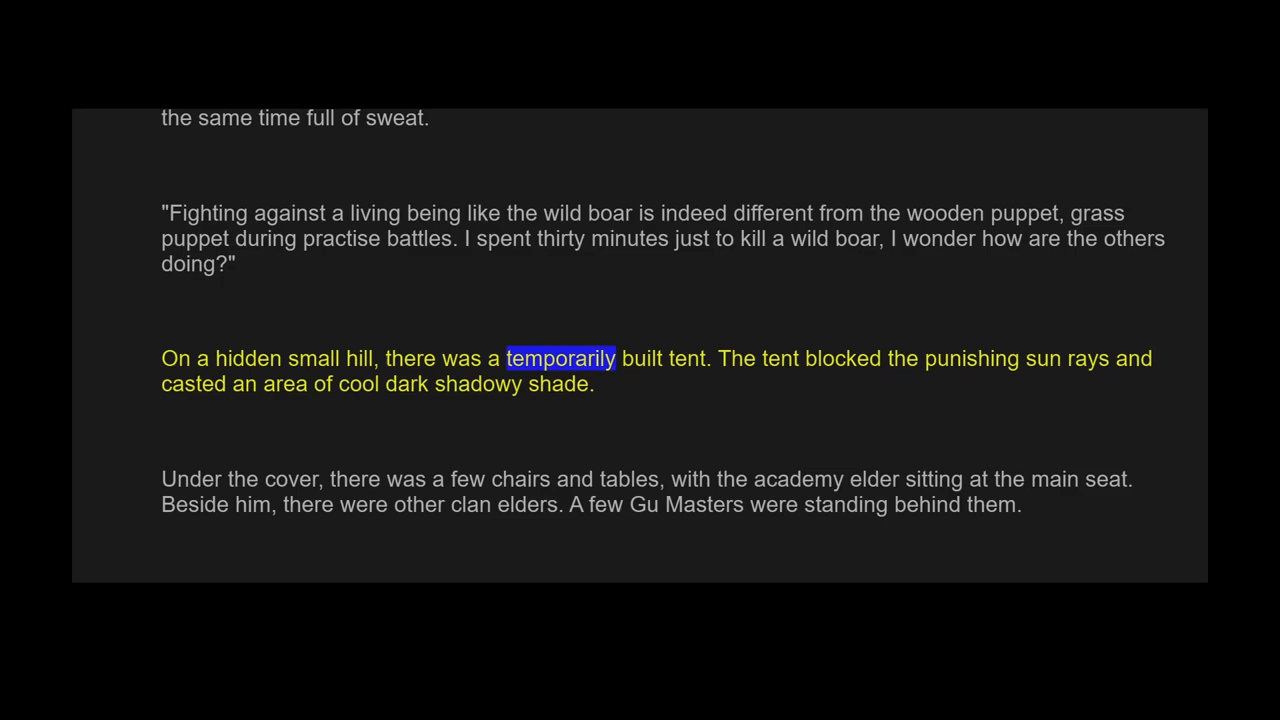 the same time full of sweat.
"Fighting against a living being like the wild boar is indeed different from the wooden puppet, grass
puppet during practise battles. I spent thirty minutes just to kill a wild boar, I wonder how are the others
doing?"
On a hidden small hill, there was a temporarily built tent. The tent blocked the punishing sun rays and
casted an area of cool dark shadowy shade.
Under the cover, there was a few chairs and tables, with the academy elder sitting at the main seat.
Beside him, there were other clan elders. A few Gu Masters were standing behind them.